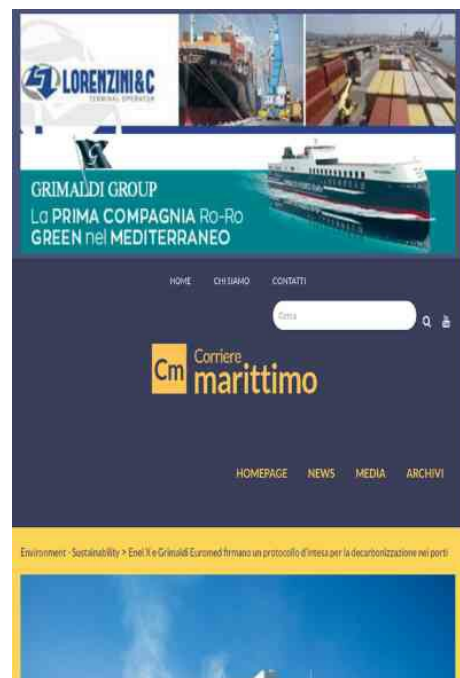 LORENZINI&C
TERMINAL OPERATOR
GRIMALDI GROUP
La PRIMA COMPAGNIA Ro-Ro
GREEN nel MEDITERRANEO
HOME CHI SIAMO CONTATTI
Cerca
Cm Corriere
marittimo
HOMEPAGE NEWS MEDIA ARCHIVI
Environment - Sustainability > Enel X e Grimaldi Euromed firmano un protocollo d'intesa per la decarbonizzazione nei porti